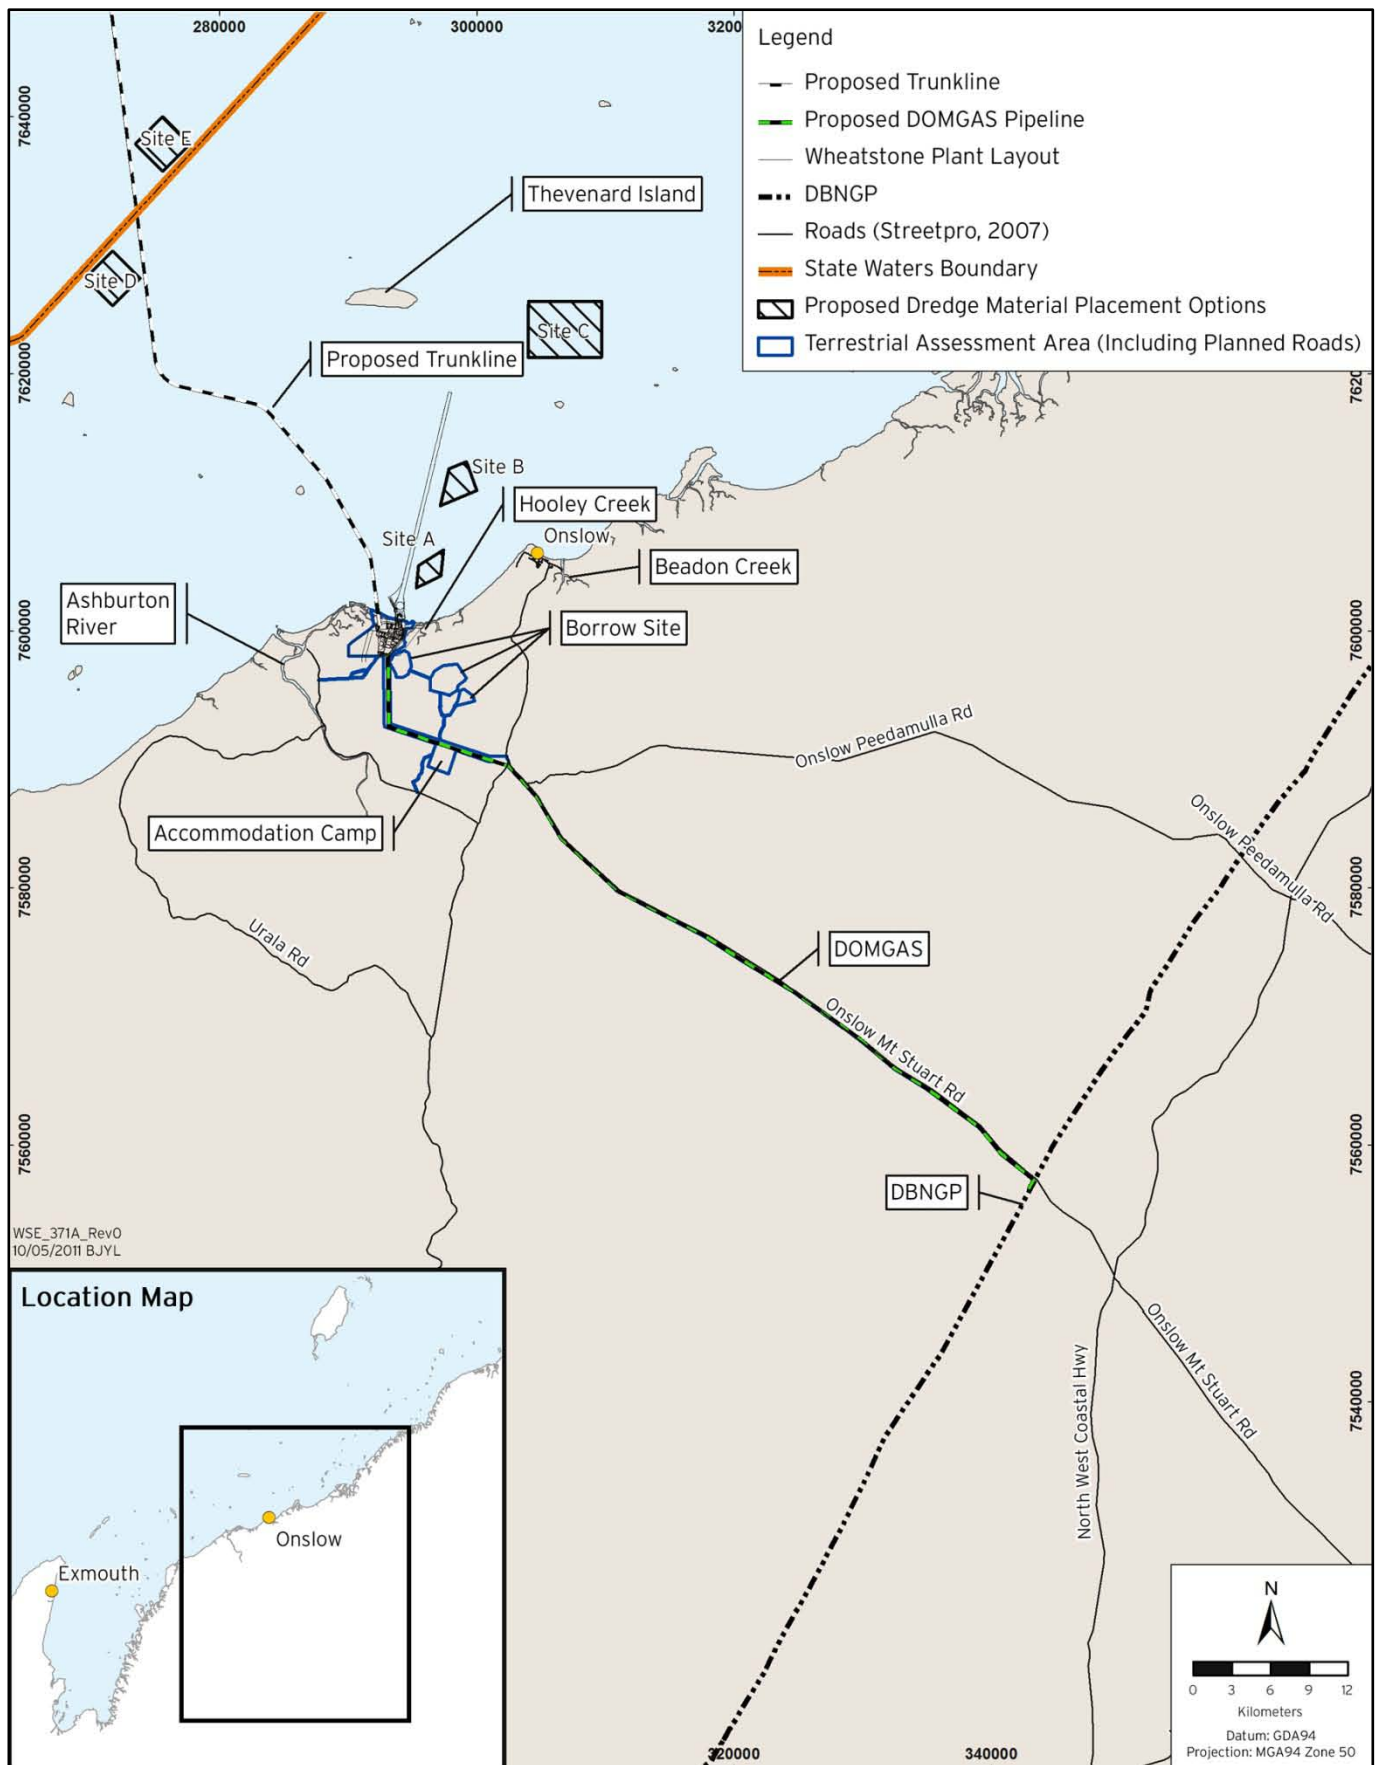 280000
300000
3200
Legend
Proposed Trunkline
Proposed DOMGAS Pipeline
Wheatstone Plant Layout
DBNGP
Roads (Streetpro, 2007)
State Waters Boundary
Proposed Dredge Material Placement Options
Terrestrial Assessment Area (Including Planned Roads)
7640000
Site E
Thevenard Island
Site D
Site C
7620000
Proposed Trunkline
7620
Site B
Hooley Creek
Site A
Onslow
Beadon Creek
Ashburton
River
Borrow Site
7600000
7600000
Onslow Peedamulla Rd
Onslow Peedamulla Rd
Accommodation Camp
7580000
7580000
Urala Rd
DOMGAS
Onslow Mt Stuart Rd
7560000
7560000
DBNGP
WSE_371A_Rev0
10/05/2011 BJYL
Location Map
Onslow Mt Stuart Rd
North West Coastal Hwy
7540000
Onslow
Exmouth
N
0 3 6 9 12
Kilometers
Datum: GDA94
Projection: MGA94 Zone 50
320000
340000